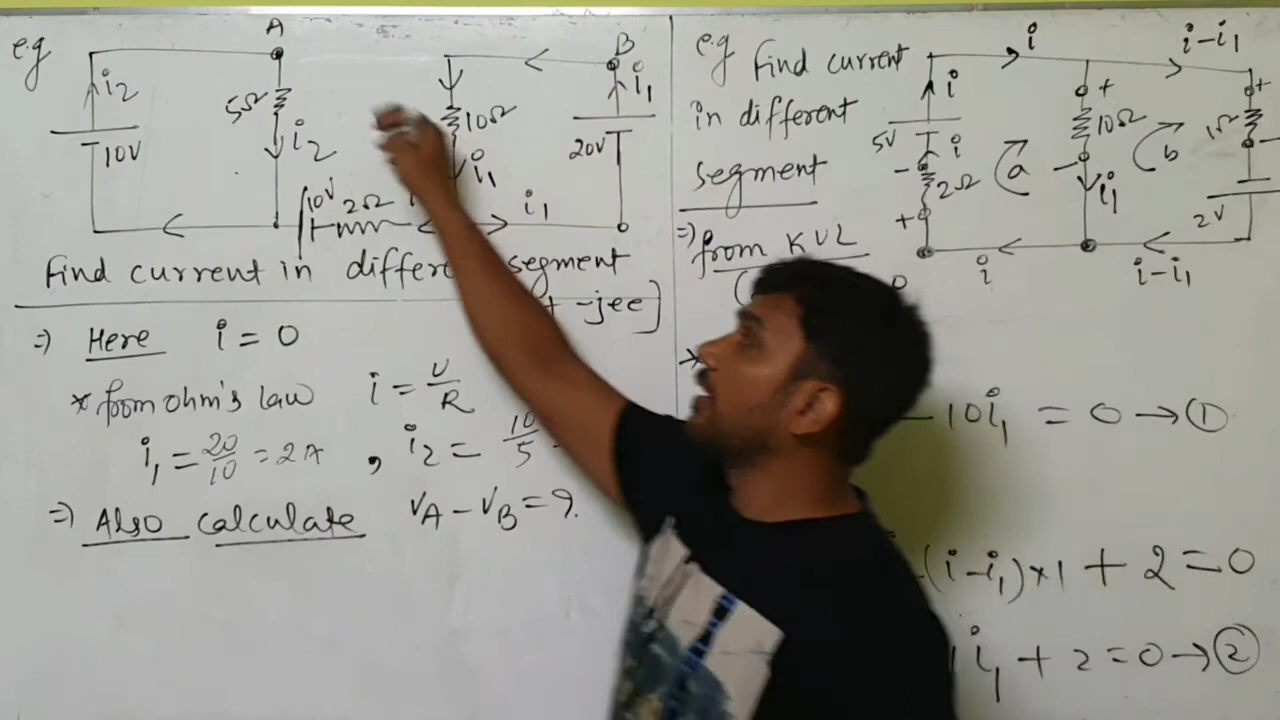 e.g
A
i₂
5Ω
i₂
10V
10V
2Ω
10Ω
i₁
B
i₁
20V
i₁
Find current in different segment
-jee]
⇒ Here i = 0
* from ohm's law i = V/R
i₁ = 20/10 = 2A , i₂ = 10/5
⇒ Also calculate VA - VB = ?
e.g Find current
in different
segment
⇒ from KVL
i
i-i₁
i
5V
i
2Ω
a
+
10Ω
-
i₁
b
+
1Ω
-
2V
-
+
i
i-i₁
- 10i₁ = 0 → ①
-(i-i₁)×1 + 2 = 0
i₁ + 2 = 0 → ②